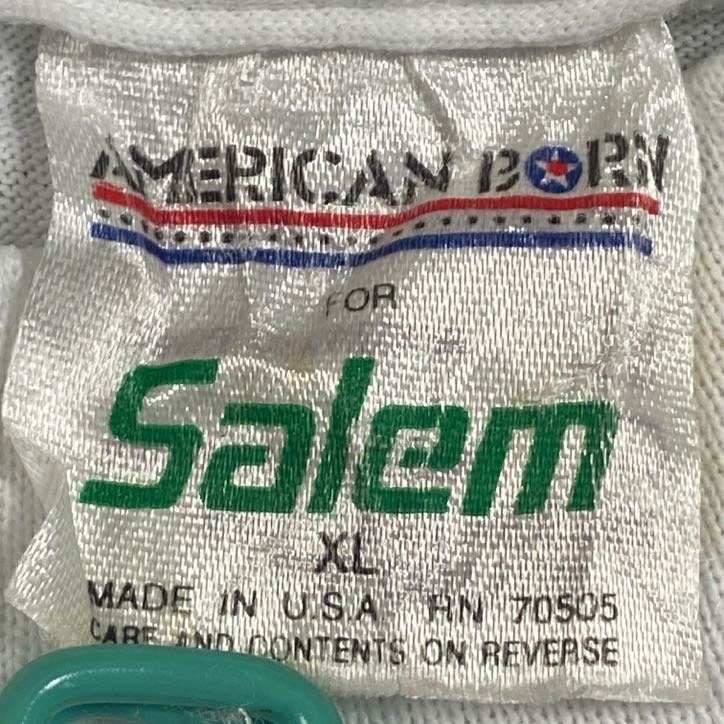 AMERICAN BORN
FOR
Salem
XL
MADE IN U.S.A RN 70505
CARE AND CONTENTS ON REVERSE